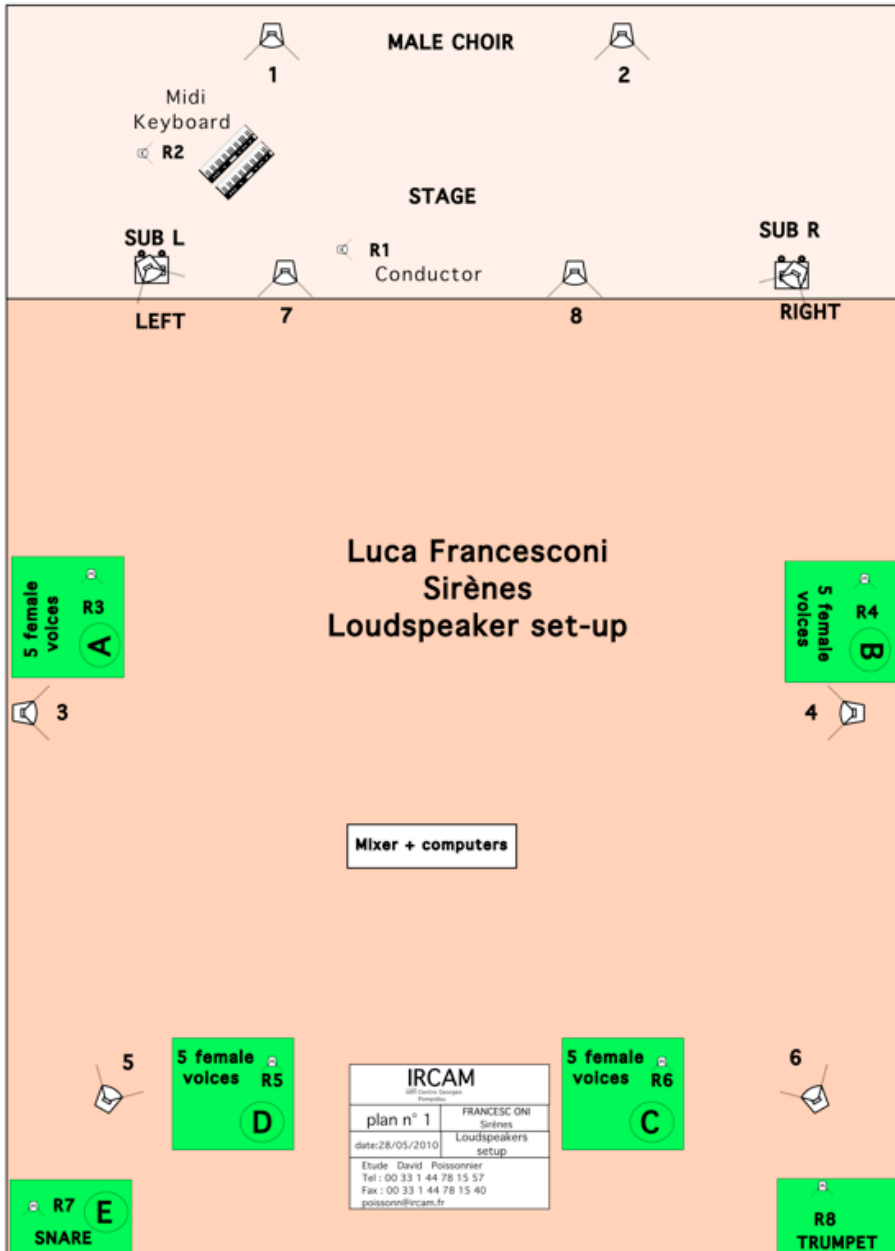 MALE CHOIR
1
2
Midi
Keyboard
R2
STAGE
SUB L
SUB R
R1
Conductor
LEFT
7
8
RIGHT
Luca Francesconi
Sirènes
Loudspeaker set-up
5 female
voices
R3
A
5 female
voices
R4
B
3
4
Mixer + computers
5
5 female
voices
R5
D
5 female
voices
R6
C
6
IRCAM
Centre Georges
Pompidou
plan n° 1
FRANCESC ONI
Sirènes
date:28/05/2010
Loudspeakers
setup
Etude David Poissonnier
Tel : 00 33 1 44 78 15 57
Fax : 00 33 1 44 78 15 40
poissonn@ircam.fr
R7
E
SNARE
R8
TRUMPET